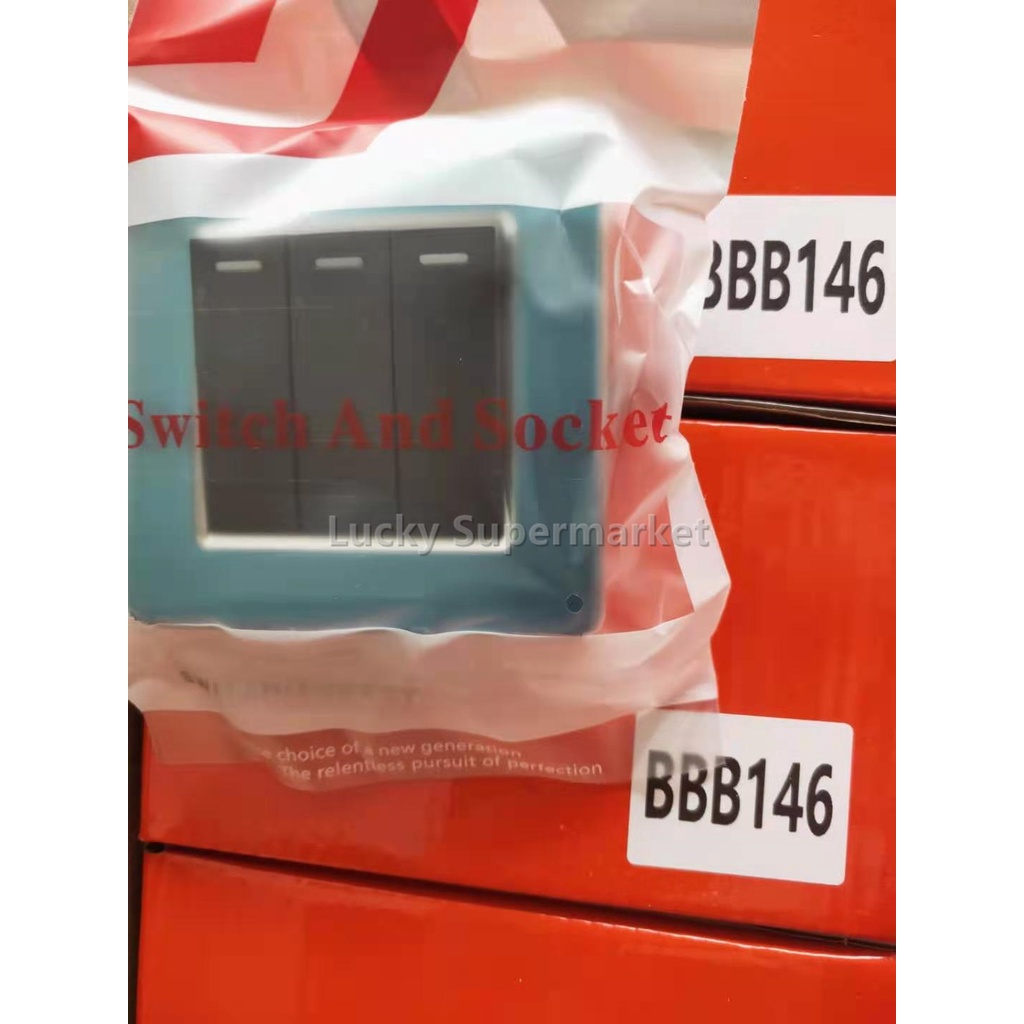 BBB146
Switch And Socket
Lucky Supermarket
choice of a new generation
The relentless pursuit of perfection
BBB146